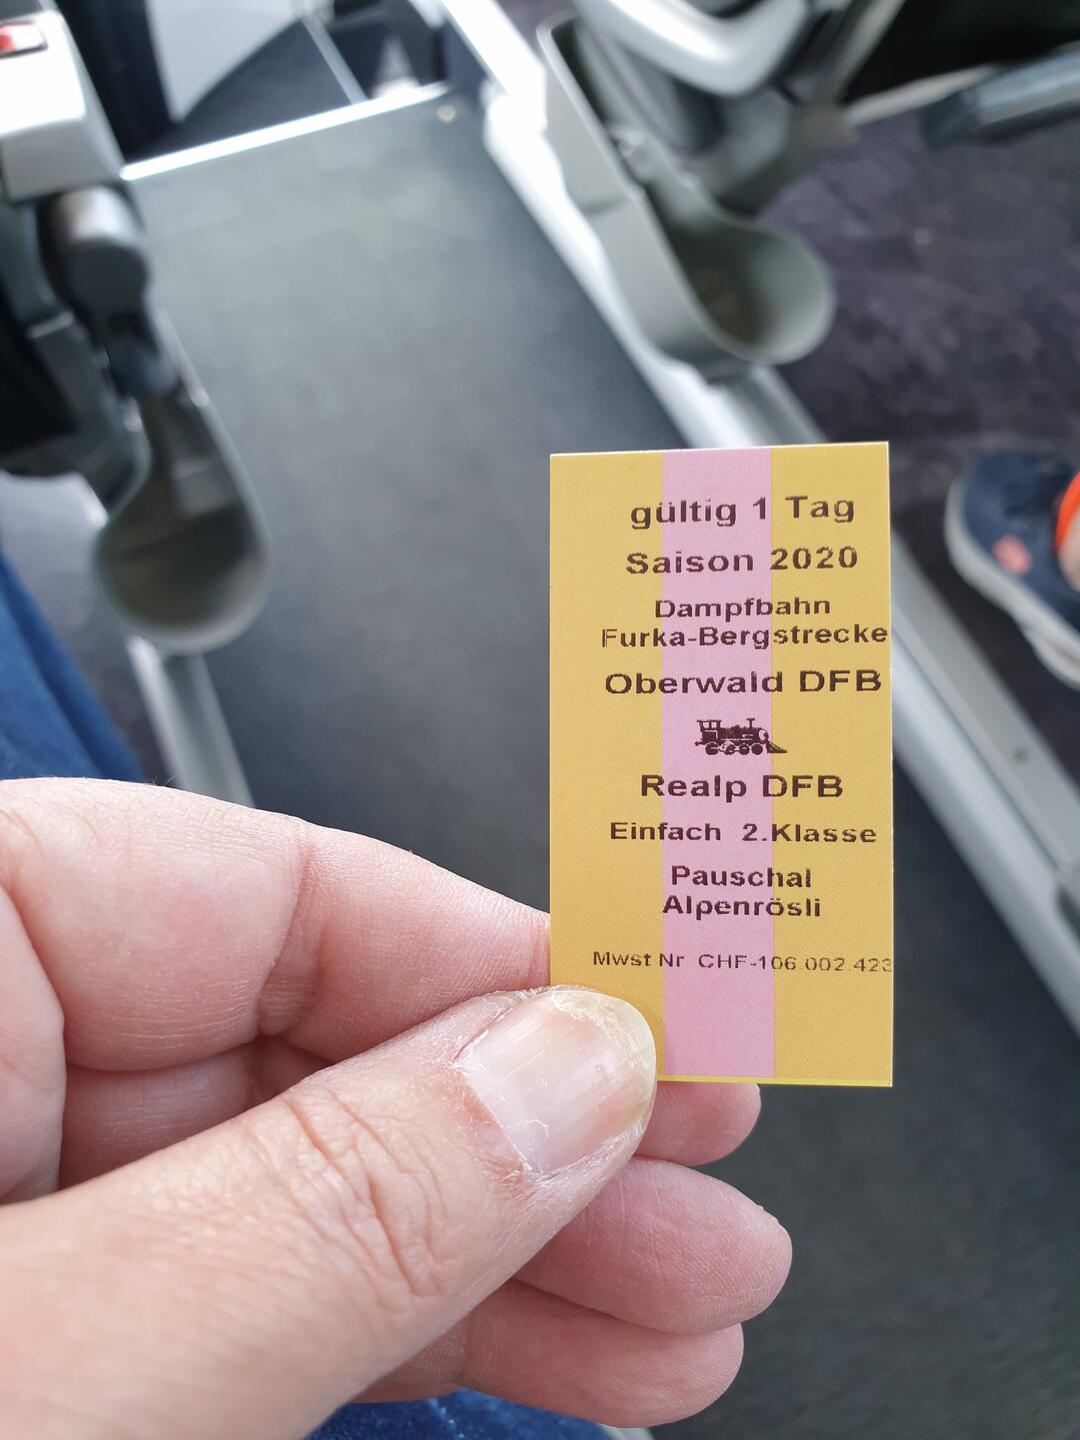 gültig 1 Tag
Saison 2020
Dampfbahn
Furka-Bergstrecke
Oberwald DFB
Realp DFB
Einfach 2.Klasse
Pauschal
Alpenrösli
Mwst Nr CHF-106.002.423